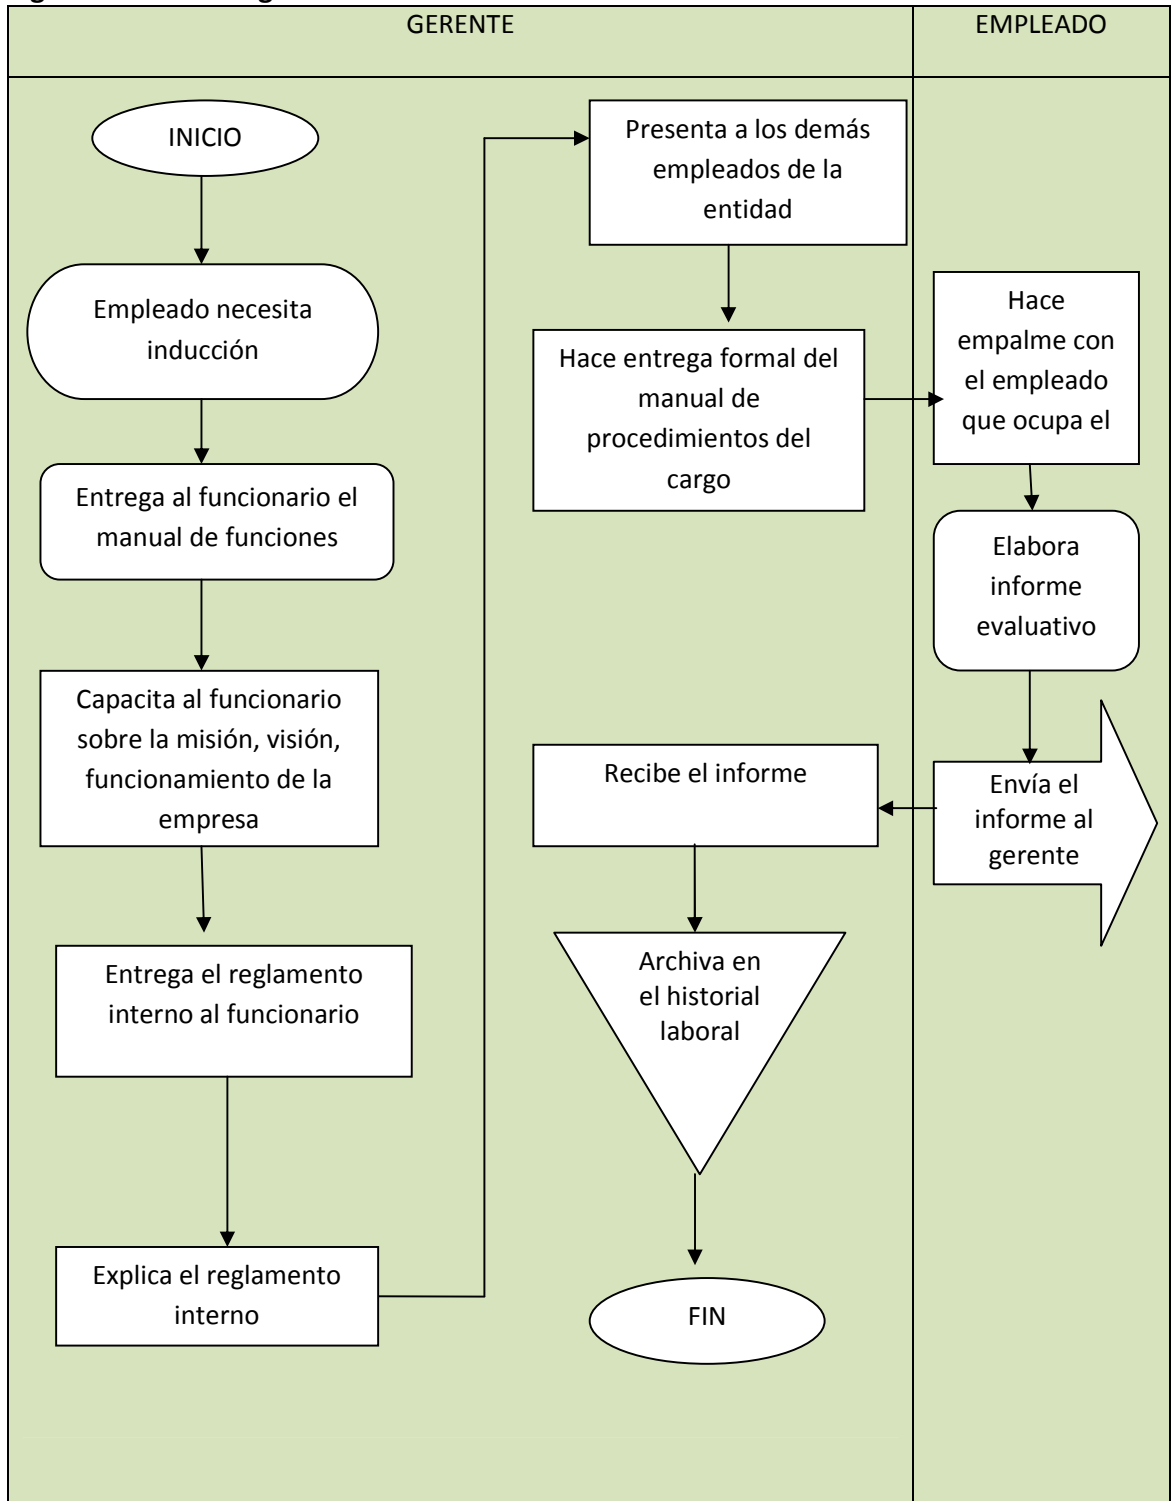 GERENTE
EMPLEADO
INICIO
Empleado necesita
inducción
Entrega al funcionario el
manual de funciones
Capacita al funcionario
sobre la misión, visión,
funcionamiento de la
empresa
Entrega el reglamento
interno al funcionario
Explica el reglamento
interno
Presenta a los demás
empleados de la
entidad
Hace entrega formal del
manual de
procedimientos del
cargo
Hace
empalme con
el empleado
que ocupa el
Elabora
informe
evaluativo
Envía el
informe al
gerente
Recibe el informe
Archiva en
el historial
laboral
FIN